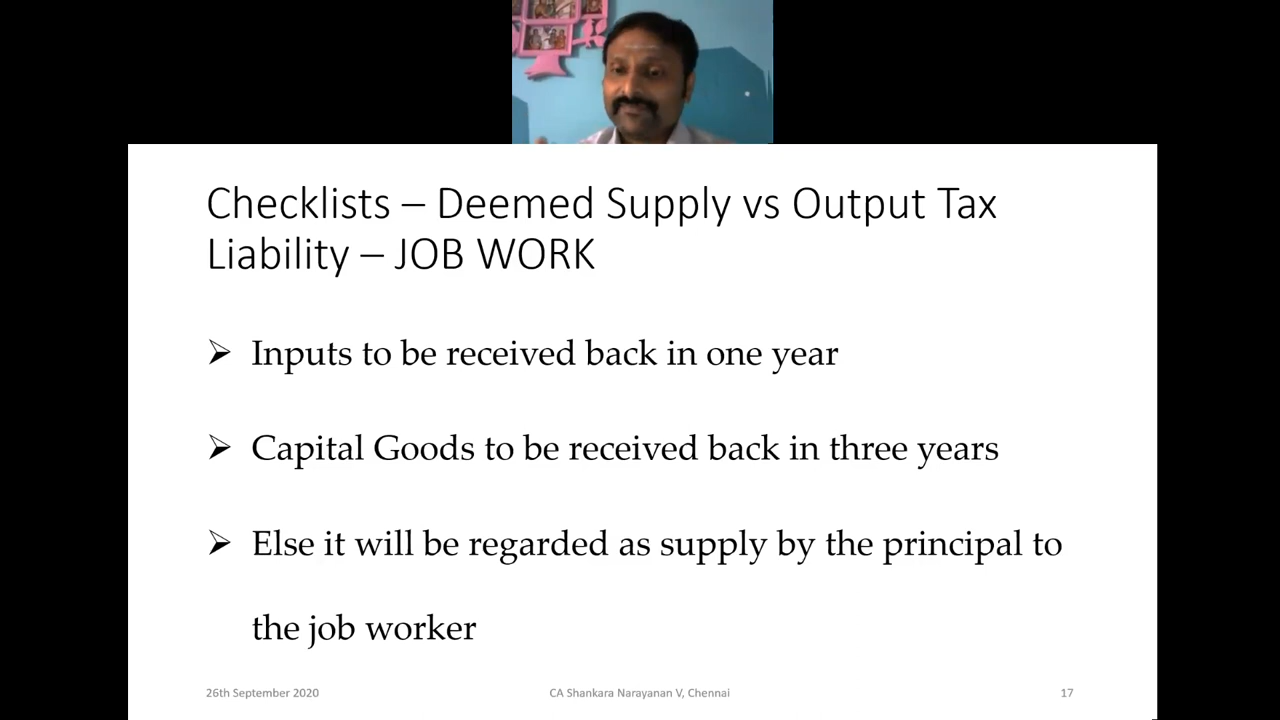 Checklists – Deemed Supply vs Output Tax
Liability – JOB WORK
➢ Inputs to be received back in one year
➢ Capital Goods to be received back in three years
➢ Else it will be regarded as supply by the principal to
the job worker
26th September 2020
CA Shankara Narayanan V, Chennai
17